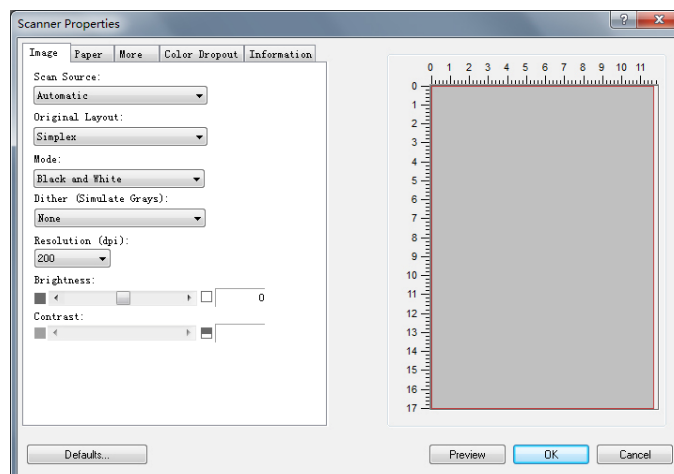 Scanner Properties
? X
Image Paper More Color Dropout Information
Scan Source:
Automatic
Original Layout:
Simplex
Mode:
Black and White
Dither (Simulate Grays):
None
Resolution (dpi):
200
Brightness:
0
Contrast:
0 1 2 3 4 5 6 7 8 9 10 11
0
1
2
3
4
5
6
7
8
9
10
11
12
13
14
15
16
17
Defaults... Preview OK Cancel